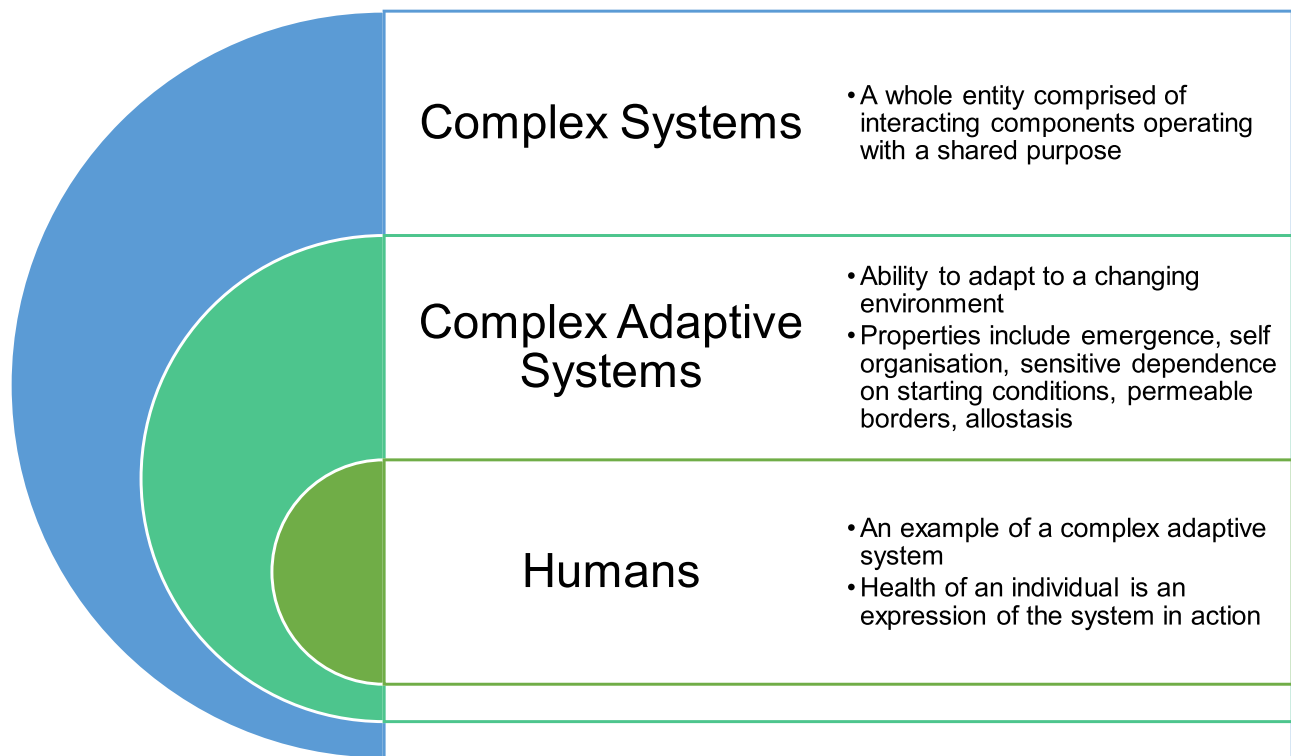 Complex Systems
•A whole entity comprised of
interacting components operating
with a shared purpose
Complex Adaptive
Systems
•Ability to adapt to a changing
environment
•Properties include emergence, self
organisation, sensitive dependence
on starting conditions, permeable
borders, allostasis
Humans
•An example of a complex adaptive
system
•Health of an individual is an
expression of the system in action